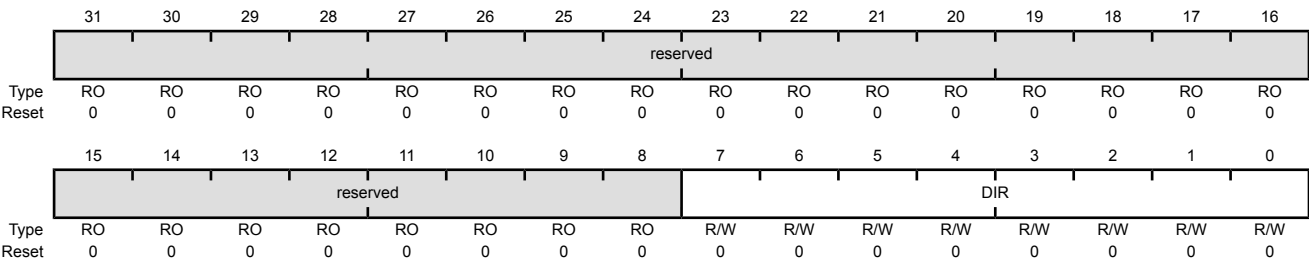 31 30 29 28 27 26 25 24 23 22 21 20 19 18 17 16
reserved
Type RO RO RO RO RO RO RO RO RO RO RO RO RO RO RO RO
Reset 0 0 0 0 0 0 0 0 0 0 0 0 0 0 0 0
15 14 13 12 11 10 9 8 7 6 5 4 3 2 1 0
reserved DIR
Type RO RO RO RO RO RO RO RO R/W R/W R/W R/W R/W R/W R/W R/W
Reset 0 0 0 0 0 0 0 0 0 0 0 0 0 0 0 0